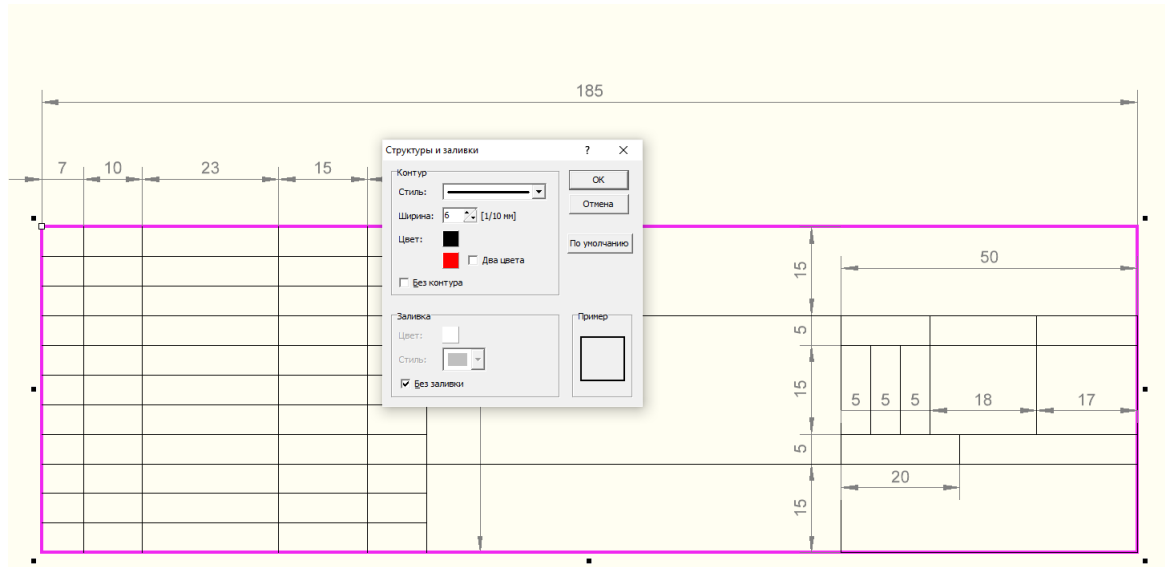 185
7 10 23 15
Структуры и заливки ? X
Контур
Стиль:
Ширина: 6 [1/10 мм]
Цвет:
Два цвета
Без контура
OK
Отмена
По умолчанию
Заливка
Цвет:
Стиль:
Без заливки
Пример
50
15
5
15
5 5 5 18 17
5
20
15